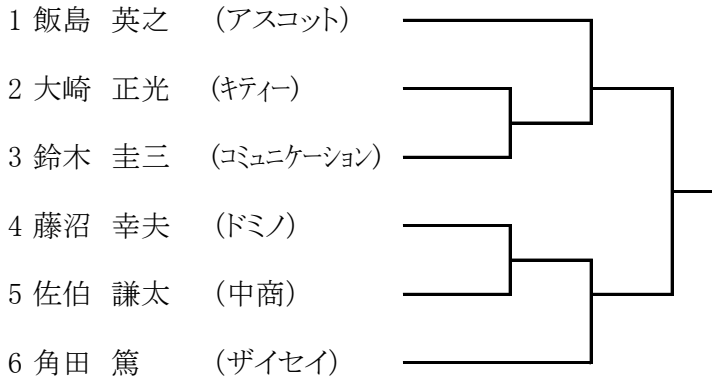 1 飯島 英之 (アスコット)
2 大崎 正光 (キティー)
3 鈴木 圭三 (コミュニケーション)
4 藤沼 幸夫 (ドミノ)
5 佐伯 謙太 (中商)
6 角田 篤 (ザイセイ)